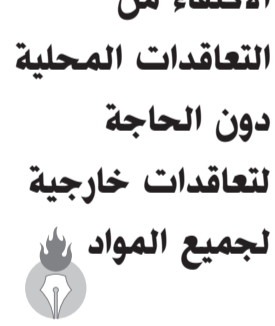 الاكتفاء من
التعاقدات المحلية
دون الحاجة
لتعاقدات خارجية
لجميع المواد